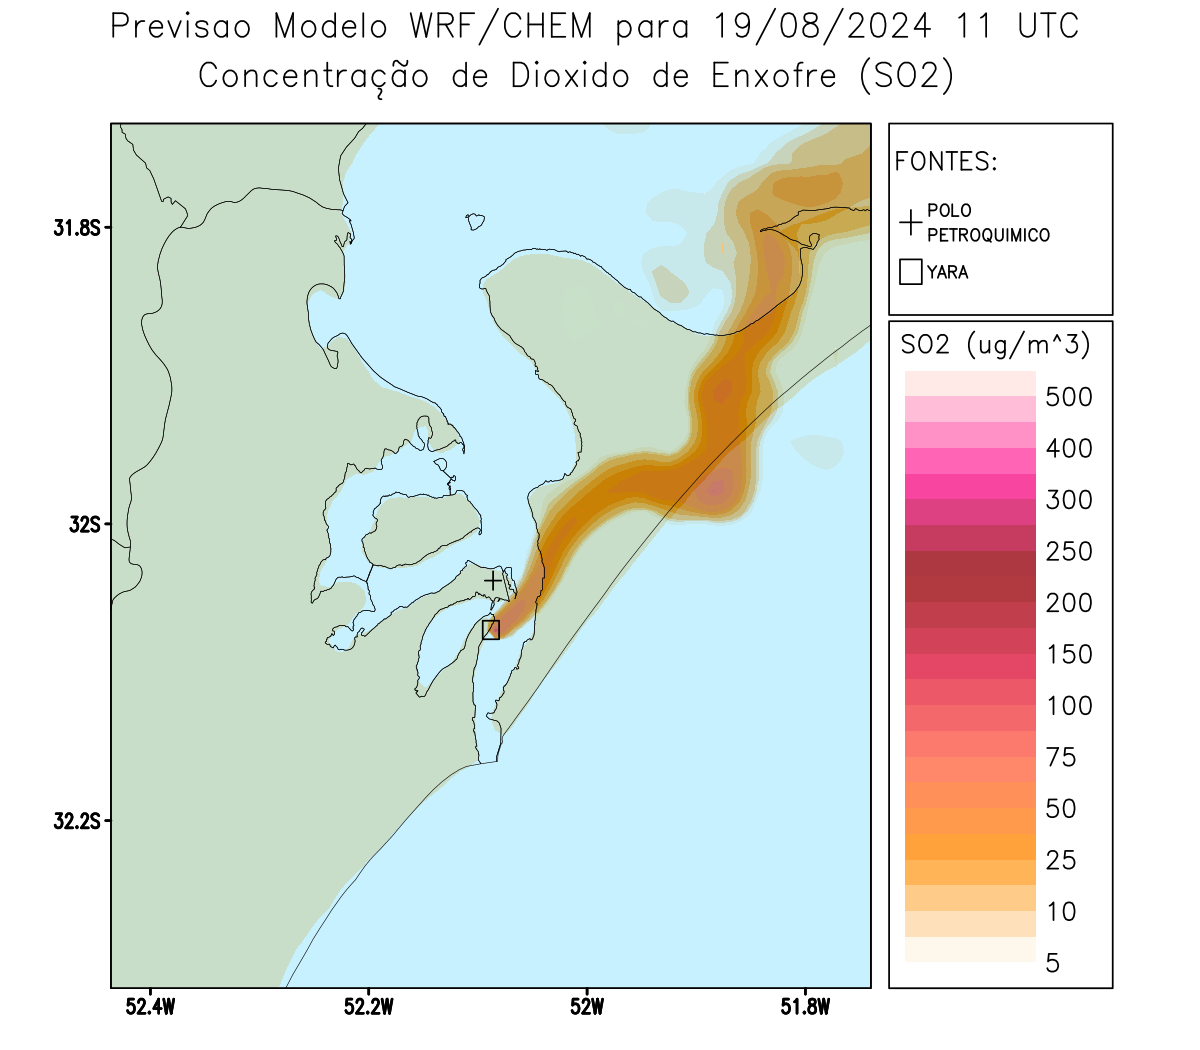 Previsao Modelo WRF/CHEM para 19/08/2024 11 UTC
Concentração de Dioxido de Enxofre (SO2)
FONTES:
POLO
PETROQUIMICO
YARA
31.8S
32S
32.2S
52.4W
52.2W
52W
51.8W
SO2 (ug/m^3)
500
400
300
250
200
150
100
75
50
25
10
5